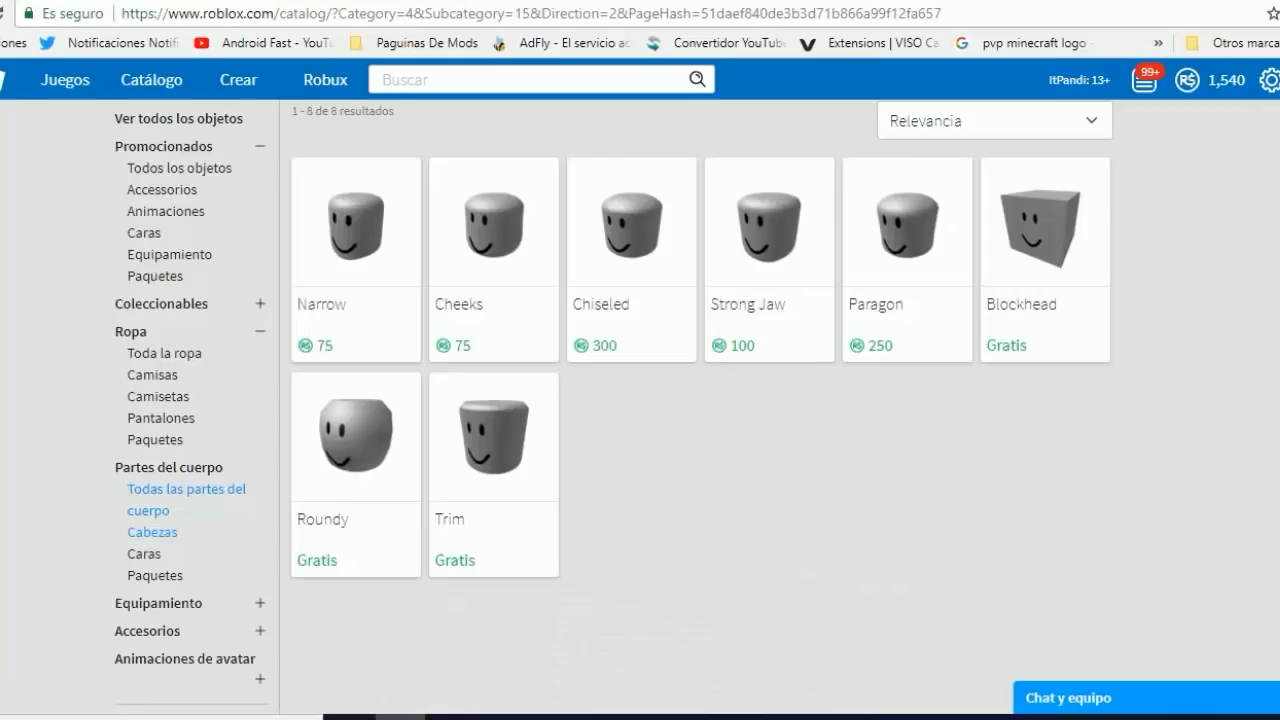 Es seguro https://www.roblox.com/catalog/?Category=4&Subcategory=15&Direction=2&PageHash=51daef840de3b3d71b866a99f12fa657
ones Notificaciones Notifi Android Fast - YouTu Paguinas De Mods AdFly - El servicio ac Convertidor YouTube Extensions | VISO Ca pvp minecraft logo - » Otros marca
Juegos Catálogo Crear Robux Buscar ItPandi: 13+ 99+ R$ 1,540
Ver todos los objetos
1 - 8 de 8 resultados
Relevancia
Promocionados
Todos los objetos
Accessorios
Animaciones
Caras
Equipamiento
Paquetes
Coleccionables
Ropa
Toda la ropa
Camisas
Camisetas
Pantalones
Paquetes
Partes del cuerpo
Todas las partes del
cuerpo
Cabezas
Caras
Paquetes
Equipamiento
Accesorios
Animaciones de avatar
Narrow
R$ 75
Cheeks
R$ 75
Chiseled
R$ 300
Strong Jaw
R$ 100
Paragon
R$ 250
Blockhead
Gratis
Roundy
Gratis
Trim
Gratis
Chat y equipo